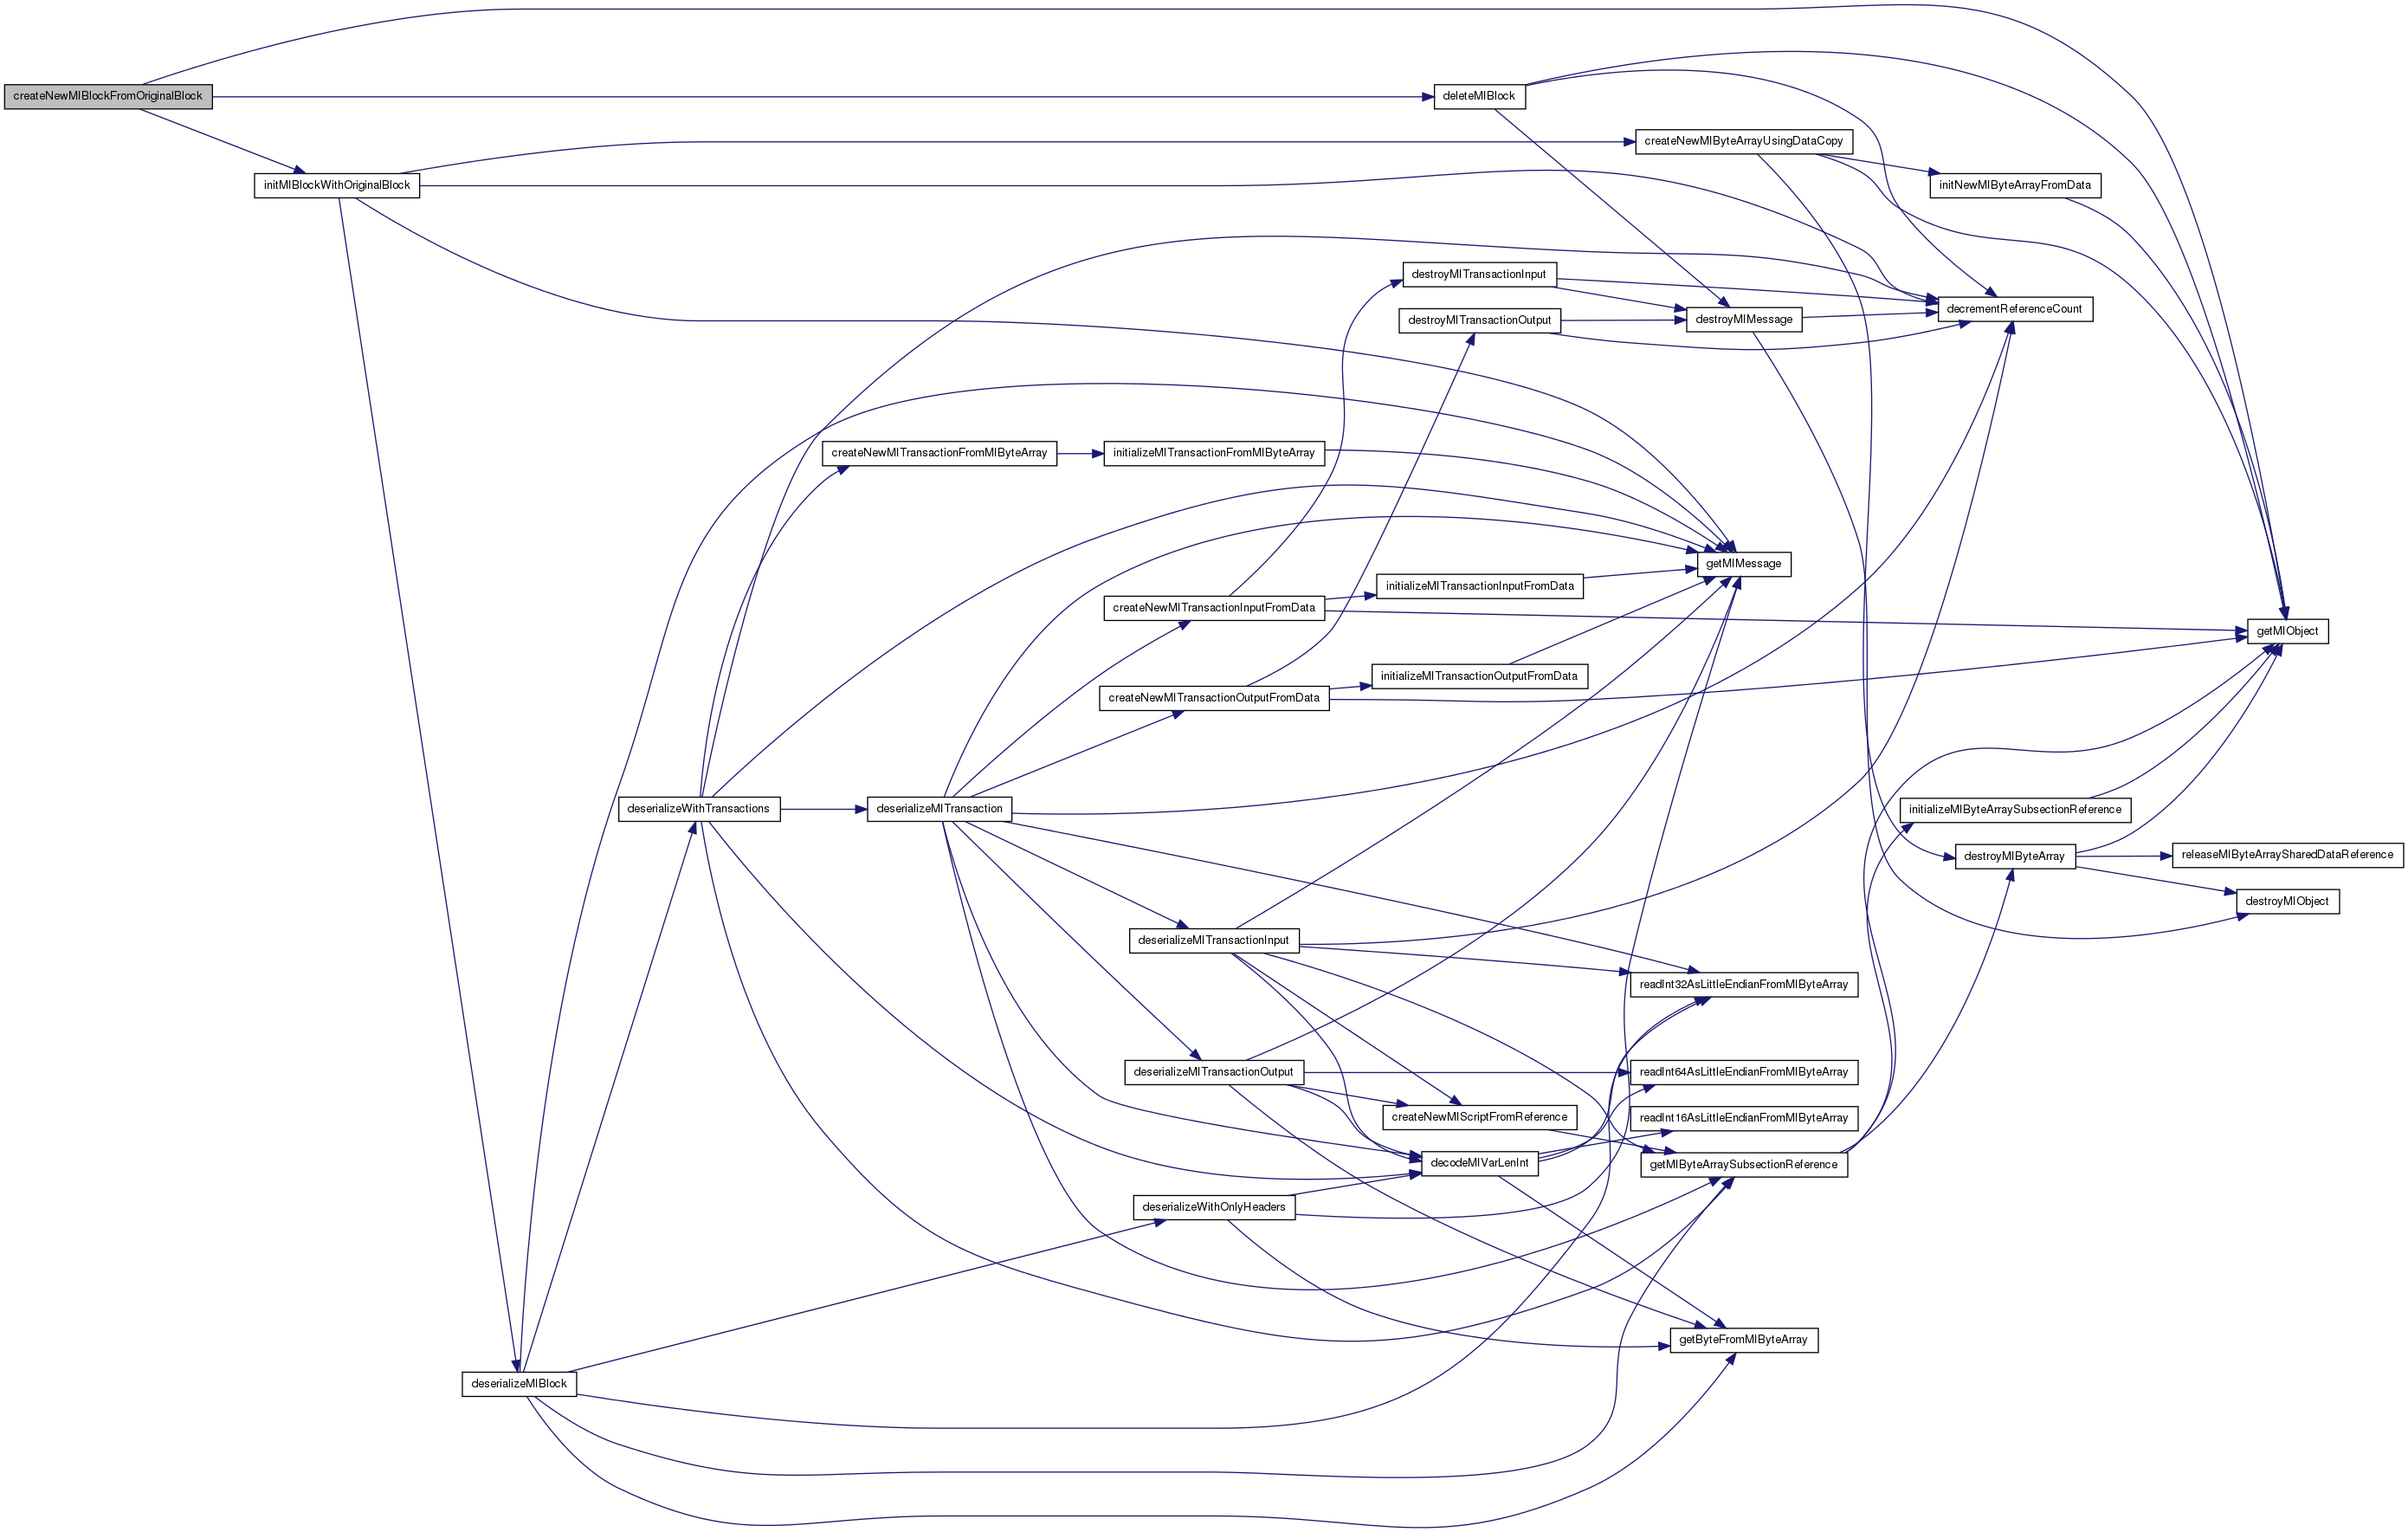 createNewMIBlockFromOriginalBlock
deleteMIBlock
createNewMIByteArrayUsingDataCopy
initMIBlockWithOriginalBlock
initNewMIByteArrayFromData
destroyMITransactionInput
decrementReferenceCount
destroyMITransactionOutput
destroyMIMessage
createNewMITransactionFromMIByteArray
initializeMITransactionFromMIByteArray
getMIMessage
initializeMITransactionInputFromData
createNewMITransactionInputFromData
getMIObject
initializeMITransactionOutputFromData
createNewMITransactionOutputFromData
deserializeWithTransactions
deserializeMITransaction
initializeMIByteArraySubsectionReference
destroyMIByteArray
releaseMIByteArraySharedDataReference
destroyMIObject
deserializeMITransactionInput
readInt32AsLittleEndianFromMIByteArray
deserializeMITransactionOutput
readInt64AsLittleEndianFromMIByteArray
createNewMIScriptFromReference
readInt16AsLittleEndianFromMIByteArray
decodeMIVarLenInt
getMIByteArraySubsectionReference
deserializeWithOnlyHeaders
getByteFromMIByteArray
deserializeMIBlock